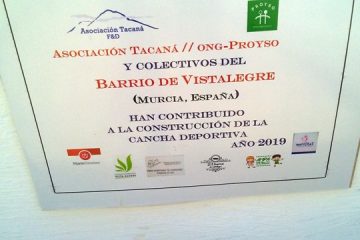 Asociación Tacaná
F&D
PROYSO
ASOCIACIÓN TACANÁ // ONG-PROYSO
Y COLECTIVOS DEL
BARRIO DE VISTALEGRE
(MURCIA, ESPAÑA)
HAN CONTRIBUIDO
A LA CONSTRUCCIÓN DE LA
CANCHA DEPORTIVA
AÑO 2019